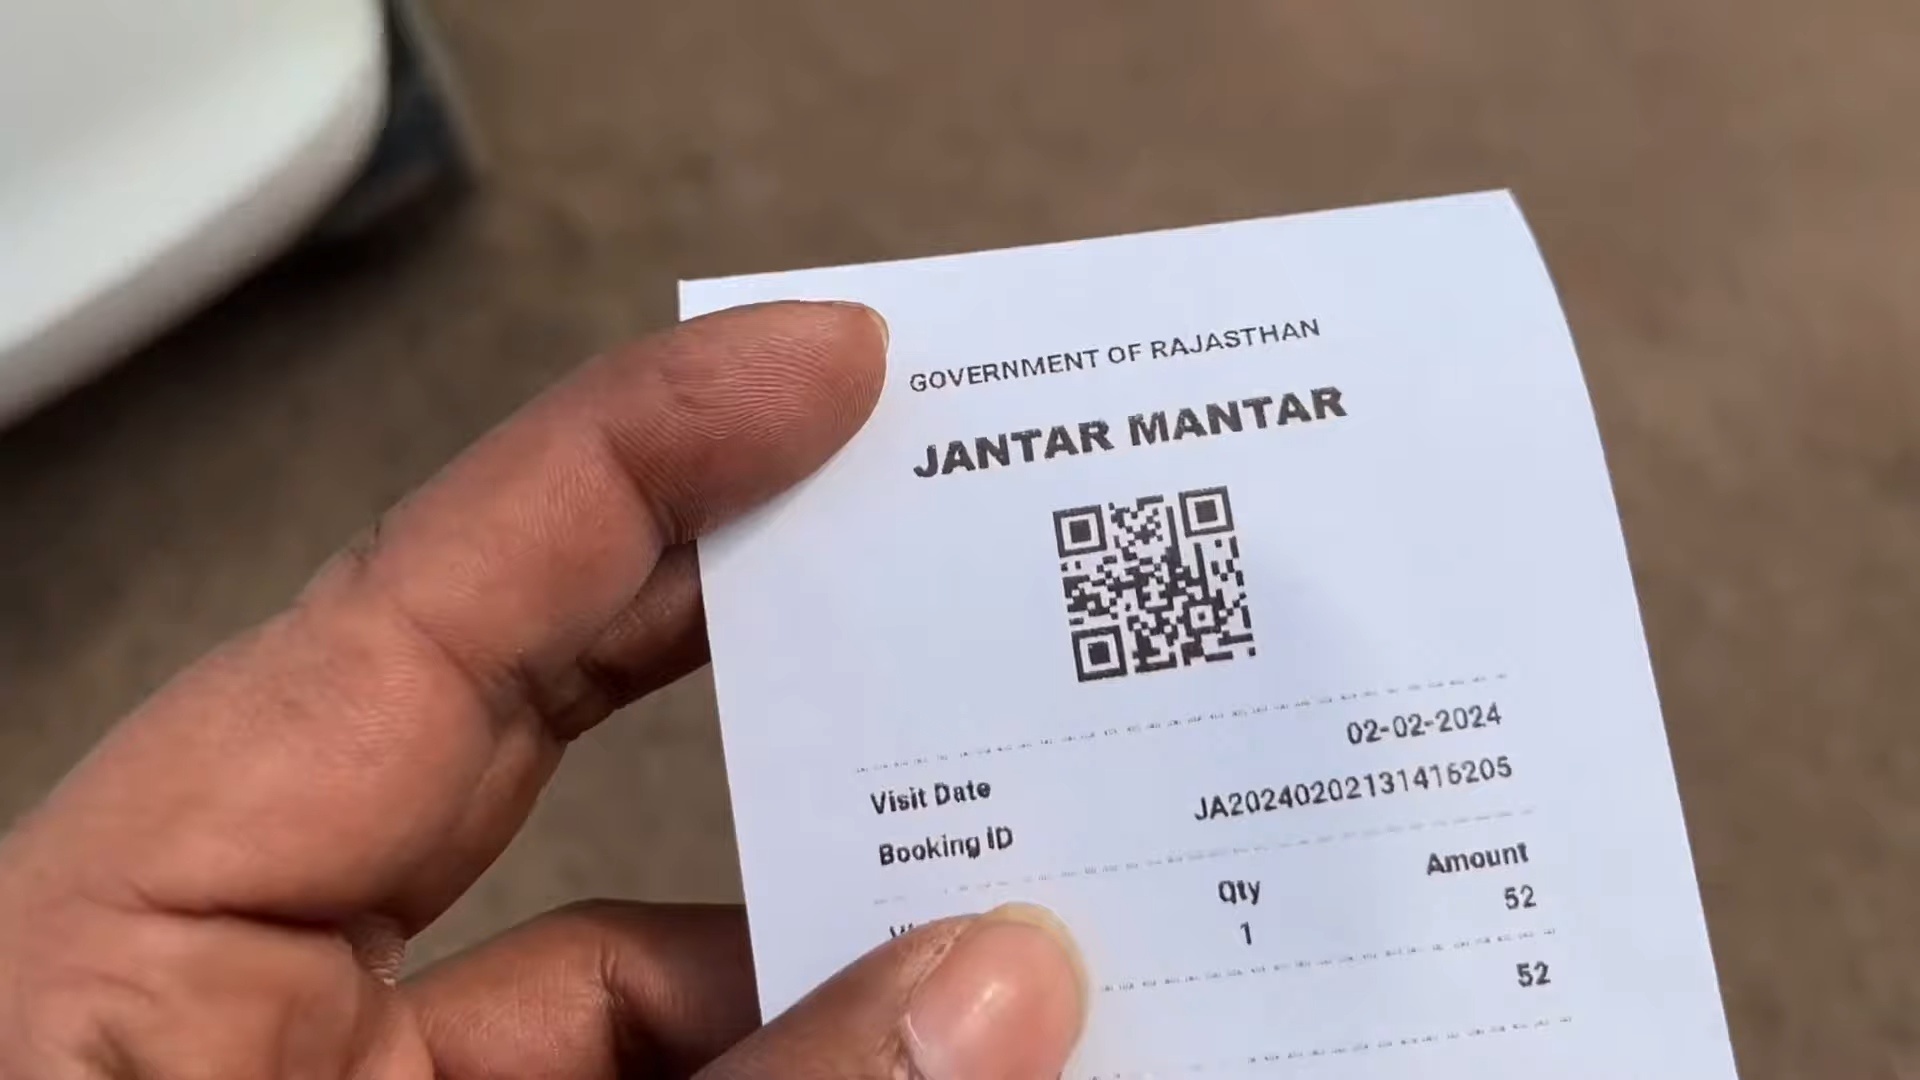 GOVERNMENT OF RAJASTHAN
JANTAR MANTAR
Visit Date 02-02-2024
Booking ID JA20240202131416205
Qty Amount
1 52
52